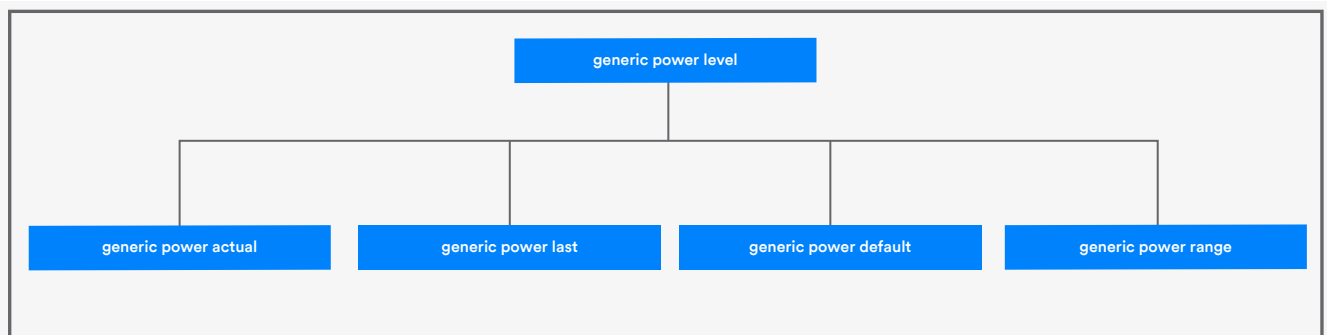 generic power level
generic power actual
generic power last
generic power default
generic power range